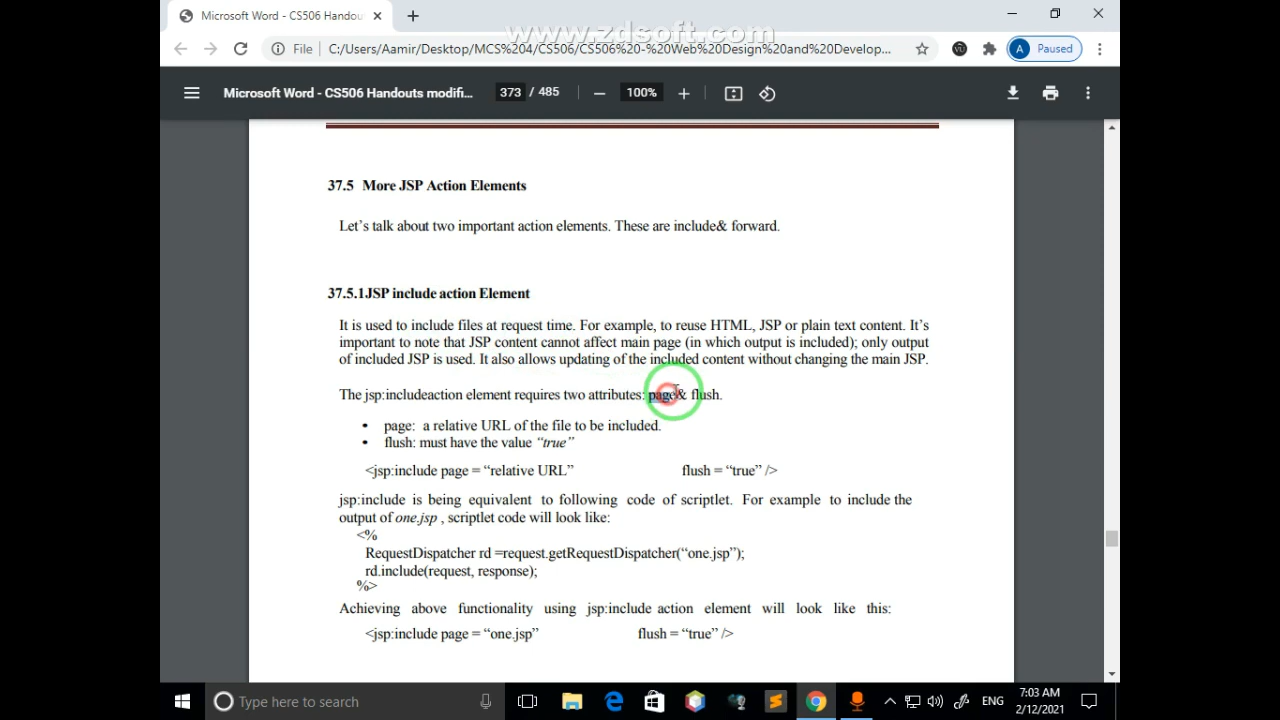 Microsoft Word - CS506 Handou
www.zdsoft.com
File
C:/Users/Aamir/Desktop/MCS%204/CS506/CS506%20-%20Web%20Design%20and%20Develop...
A Paused
Microsoft Word - CS506 Handouts modifi...
373 / 485
100%
37.5 More JSP Action Elements
Let's talk about two important action elements. These are include& forward.
37.5.1JSP include action Element
It is used to include files at request time. For example, to reuse HTML, JSP or plain text content. It's
important to note that JSP content cannot affect main page (in which output is included); only output
of included JSP is used. It also allows updating of the included content without changing the main JSP.
The jsp:includeaction element requires two attributes: page& flush.
• page: a relative URL of the file to be included.
• flush: must have the value “true”
<jsp:include page = “relative URL” flush = “true” />
jsp:include is being equivalent to following code of scriptlet. For example to include the
output of one.jsp , scriptlet code will look like:
<%
RequestDispatcher rd =request.getRequestDispatcher(“one.jsp”);
rd.include(request, response);
%>
Achieving above functionality using jsp:include action element will look like this:
<jsp:include page = “one.jsp” flush = “true” />
Type here to search
ENG
7:03 AM
2/12/2021